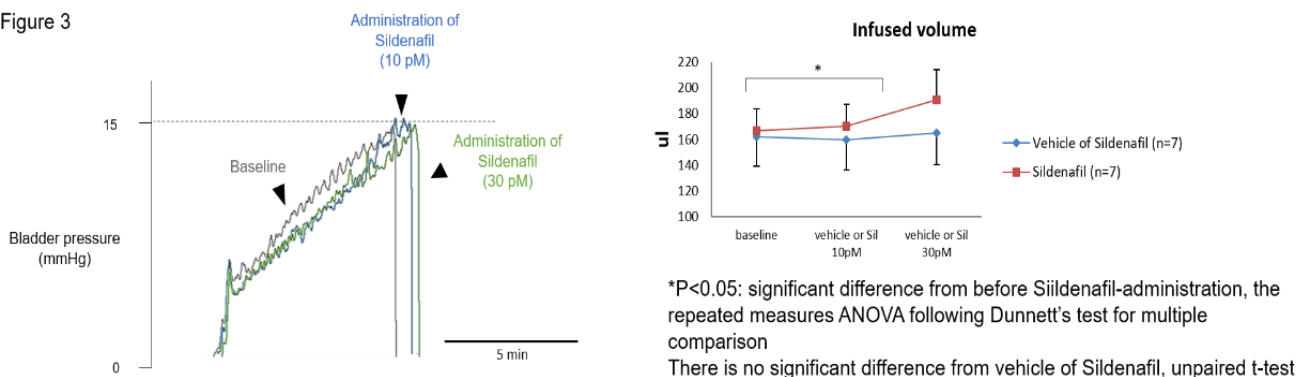 Figure 3
Administration of
Sildenafil
(10 pM)
15
Baseline
Administration of
Sildenafil
(30 pM)
Bladder pressure
(mmHg)
5 min
0
Infused volume
220
200
180
160
140
120
100
ul
*
baseline
vehicle or Sil
10pM
vehicle or Sil
30pM
Vehicle of Sildenafil (n=7)
Sildenafil (n=7)
*P<0.05: significant difference from before Siildenafil-administration, the
repeated measures ANOVA following Dunnett’s test for multiple
comparison
There is no significant difference from vehicle of Sildenafil, unpaired t-test